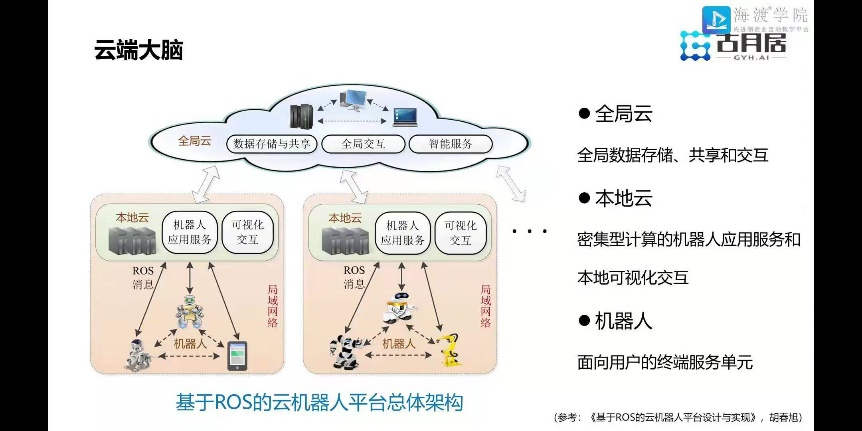 海渡学院
云端大脑
古月居
GYH.AI
全局云
数据存储与共享
全局交互
智能服务
本地云
机器人
应用服务
可视化
交互
ROS
消息
局域网络
机器人
本地云
机器人
应用服务
可视化
交互
ROS
消息
局域网络
机器人
● 全局云
全局数据存储、共享和交互
● 本地云
密集型计算的机器人应用服务和
本地可视化交互
● 机器人
面向用户的终端服务单元
基于ROS的云机器人平台总体架构
(参考:《基于ROS的云机器人平台设计与实现》,胡春旭)